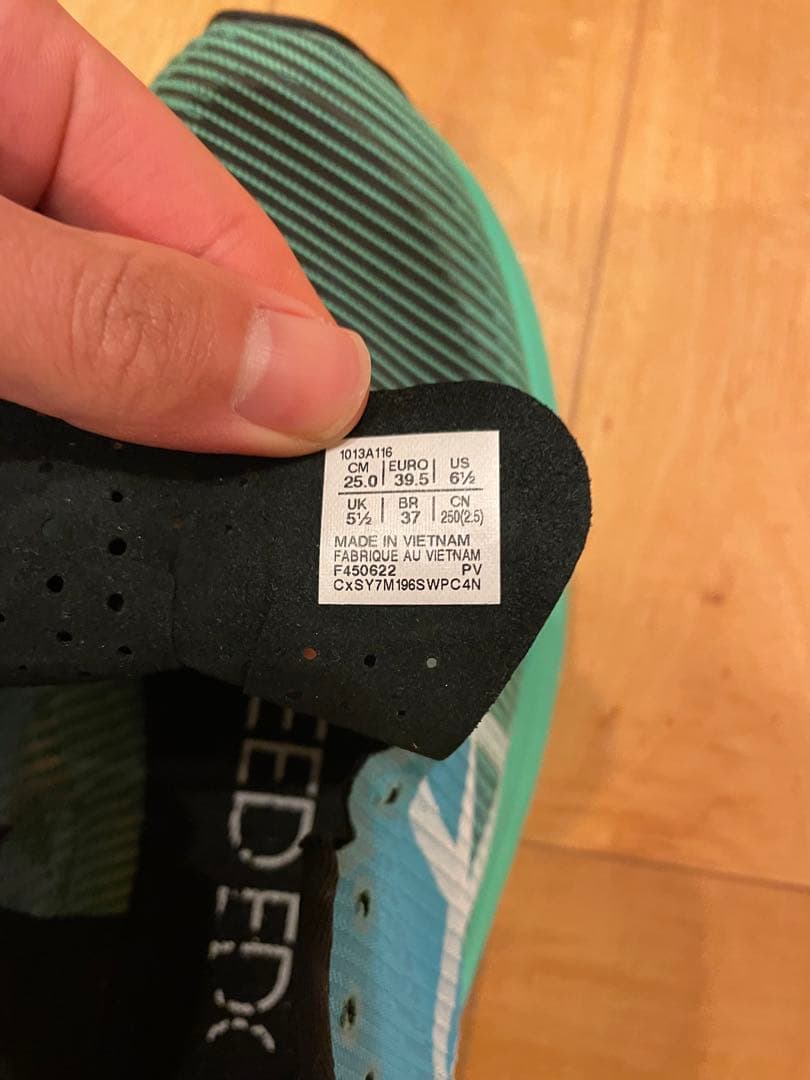 1013A116
CM EURO US
25.0 39.5 6½
UK BR CN
5½ 37 250(2.5)
MADE IN VIETNAM
FABRIQUE AU VIETNAM
F450622 PV
CxSY7M196SWPC4N